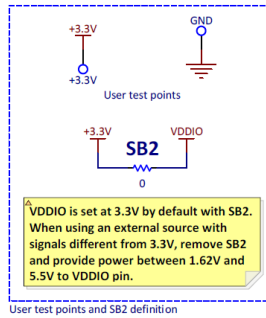 +3.3V
GND
+3.3V
User test points
+3.3V
VDDIO
SB2
0
VDDIO is set at 3.3V by default with SB2.
When using an external source with
signals different from 3.3V, remove SB2
and provide power between 1.62V and
5.5V to VDDIO pin.
User test points and SB2 definition